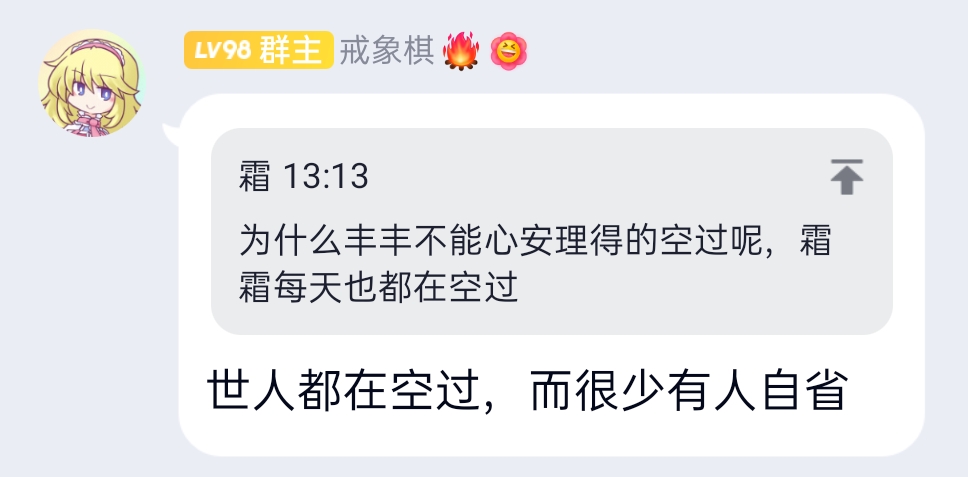 LV98 群主 戒象棋🔥
霜 13:13
为什么丰丰不能心安理得的空过呢，霜
霜每天也都在空过
世人都在空过，而很少有人自省